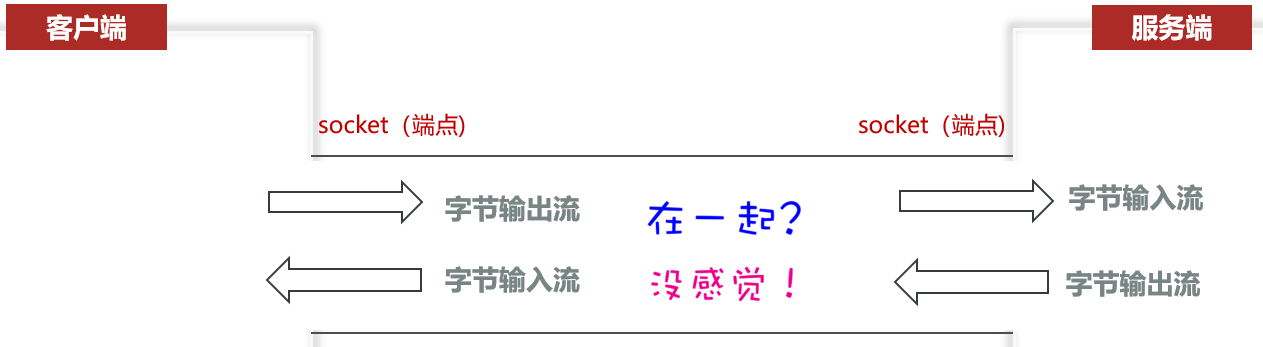 客户端
服务端
socket（端点)
socket（端点)
字节输出流
在一起?
字节输入流
字节输入流
没感觉！
字节输出流